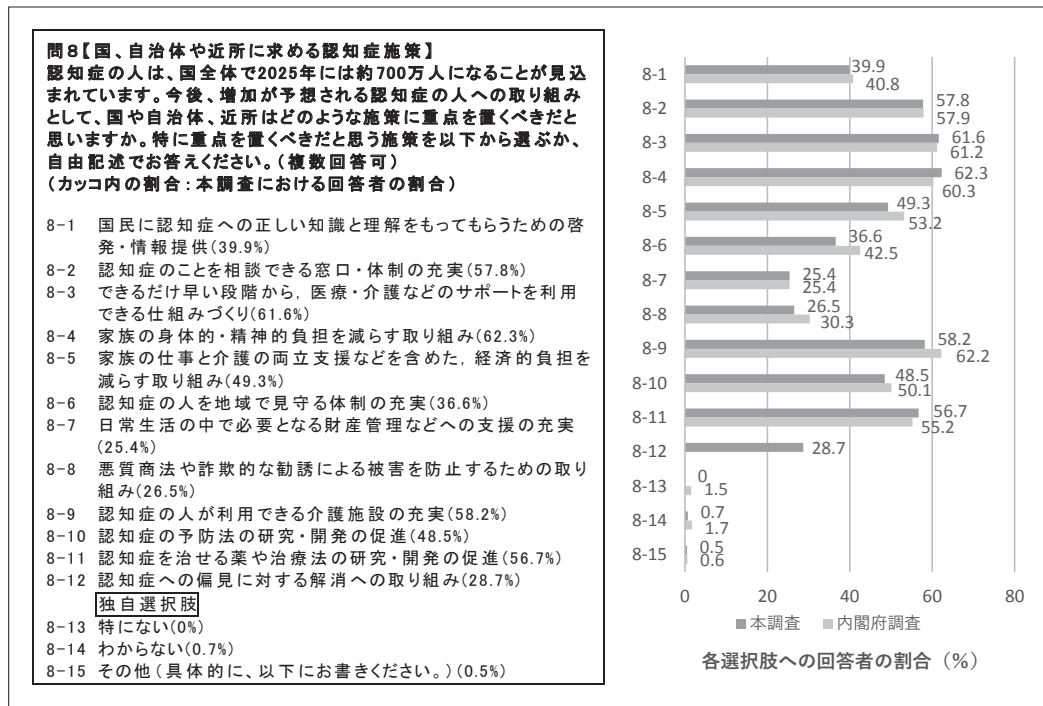 問8【国、自治体や近所に求める認知症施策】
認知症の人は、国全体で2025年には約700万人になることが見込
まれています。今後、増加が予想される認知症の人への取り組み
として、国や自治体、近所はどのような施策に重点を置くべきだと
思いますか。特に重点を置くべきだと思う施策を以下から選ぶか、
自由記述でお答えください。（複数回答可）
（カッコ内の割合：本調査における回答者の割合）
8-1 国民に認知症への正しい知識と理解をもってもらうための啓
発・情報提供(39.9%)
8-2 認知症のことを相談できる窓口・体制の充実(57.8%)
8-3 できるだけ早い段階から，医療・介護などのサポートを利用
できる仕組みづくり(61.6%)
8-4 家族の身体的・精神的負担を減らす取り組み(62.3%)
8-5 家族の仕事と介護の両立支援などを含めた，経済的負担を
減らす取り組み(49.3%)
8-6 認知症の人を地域で見守る体制の充実(36.6%)
8-7 日常生活の中で必要となる財産管理などへの支援の充実
(25.4%)
8-8 悪質商法や詐欺的な勧誘による被害を防止するための取り
組み(26.5%)
8-9 認知症の人が利用できる介護施設の充実(58.2%)
8-10 認知症の予防法の研究・開発の促進(48.5%)
8-11 認知症を治せる薬や治療法の研究・開発の促進(56.7%)
8-12 認知症への偏見に対する解消への取り組み(28.7%)
独自選択肢
8-13 特にない(0%)
8-14 わからない(0.7%)
8-15 その他（具体的に、以下にお書きください。）(0.5%)
8-1 39.9
40.8
8-2 57.8
57.9
8-3 61.6
61.2
8-4 62.3
60.3
8-5 49.3
53.2
8-6 36.6
42.5
8-7 25.4
25.4
8-8 26.5
30.3
8-9 58.2
62.2
8-10 48.5
50.1
8-11 56.7
55.2
8-12 28.7
8-13 0
1.5
8-14 0.7
1.7
8-15 0.5
0.6
0 20 40 60 80
■本調査 ■内閣府調査
各選択肢への回答者の割合（%）